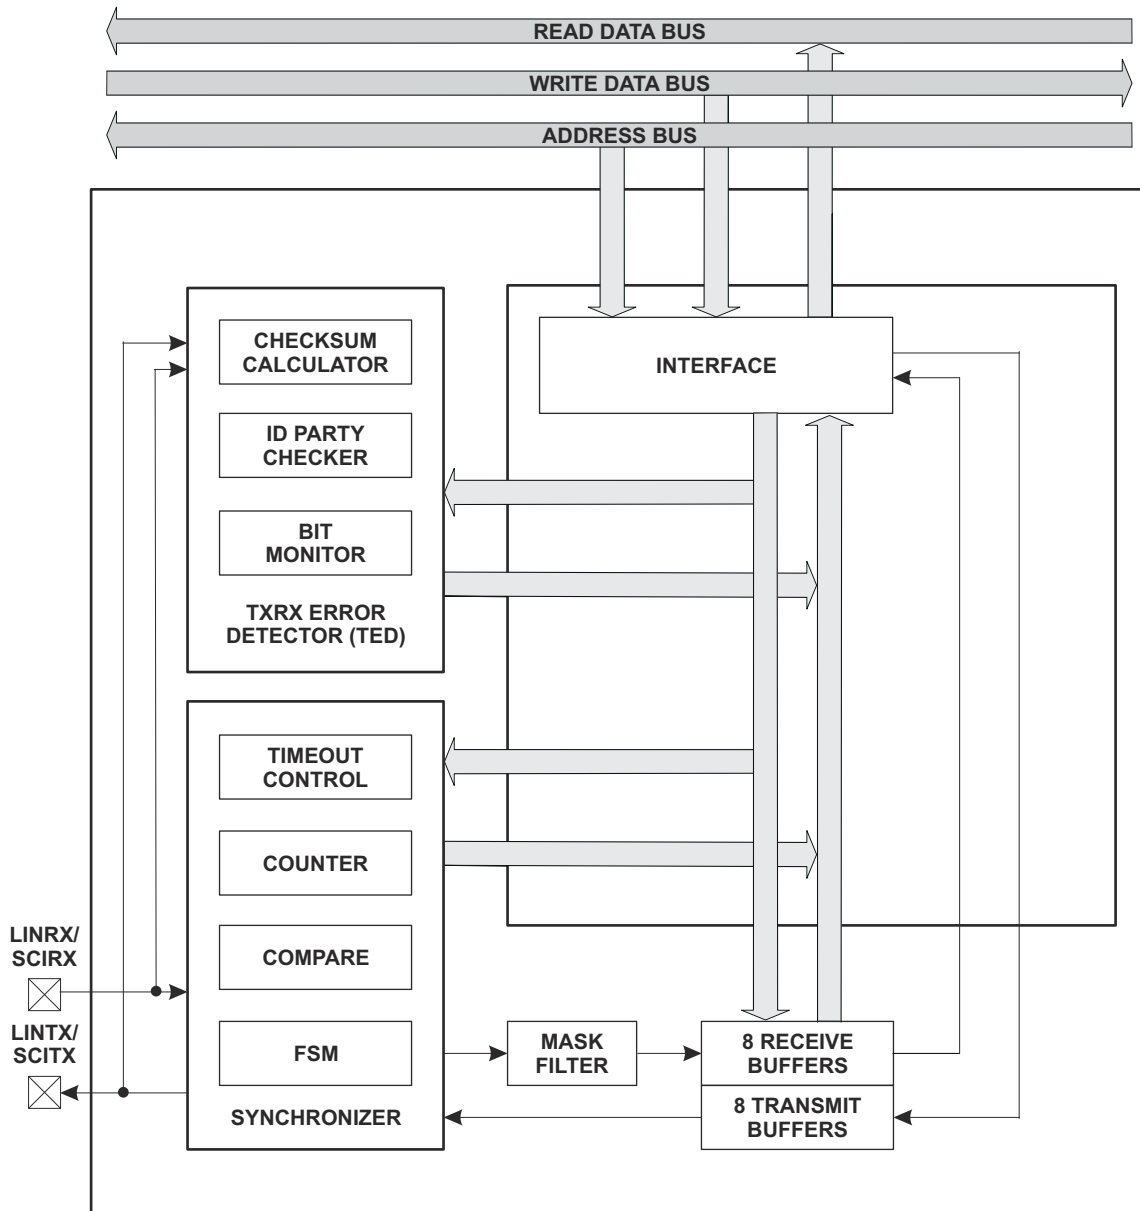 READ DATA BUS
WRITE DATA BUS
ADDRESS BUS
CHECKSUM
CALCULATOR
ID PARTY
CHECKER
BIT
MONITOR
TXRX ERROR
DETECTOR (TED)
INTERFACE
TIMEOUT
CONTROL
COUNTER
COMPARE
FSM
SYNCHRONIZER
LINRX/
SCIRX
LINTX/
SCITX
MASK
FILTER
8 RECEIVE
BUFFERS
8 TRANSMIT
BUFFERS